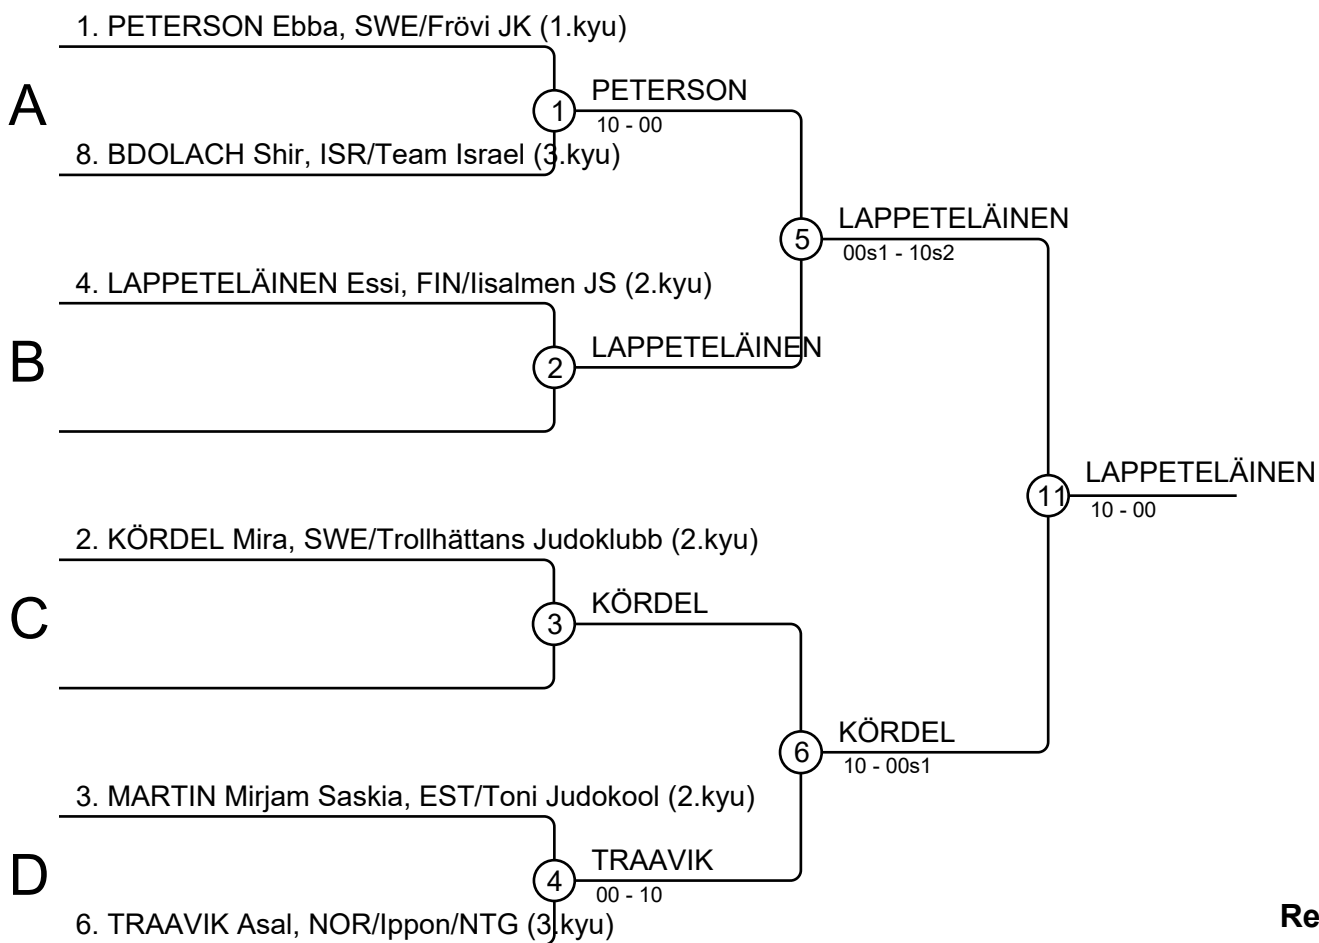 1. PETERSON Ebba, SWE/Frövi JK (1.kyu)
A
1
PETERSON
10 - 00
8. BDOLACH Shir, ISR/Team Israel (3.kyu)
5
LAPPETELÄINEN
00s1 - 10s2
4. LAPPETELÄINEN Essi, FIN/Iisalmen JS (2.kyu)
B
2
LAPPETELÄINEN
11
LAPPETELÄINEN
10 - 00
2. KÖRDEL Mira, SWE/Trollhättans Judoklubb (2.kyu)
C
3
KÖRDEL
6
KÖRDEL
10 - 00s1
3. MARTIN Mirjam Saskia, EST/Toni Judokool (2.kyu)
D
4
TRAAVIK
00 - 10
6. TRAAVIK Asal, NOR/Ippon/NTG (3.kyu)
Re